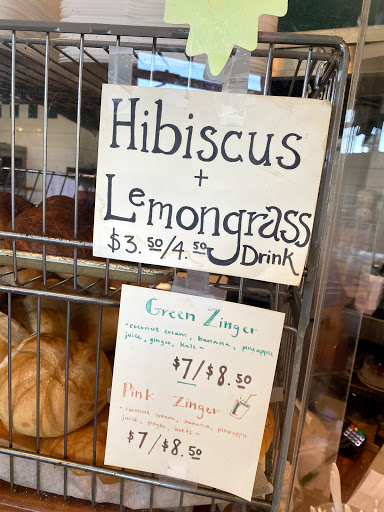 Hibiscus
+
Lemongrass
$3.50/4.50 Drink
Green Zinger
-coconut cream, banana, pineapple
juice, ginger, kale-
$7/$8.50
Pink Zinger
-coconut cream, banana, pineapple
juice, ginger, beets-
$7/$8.50